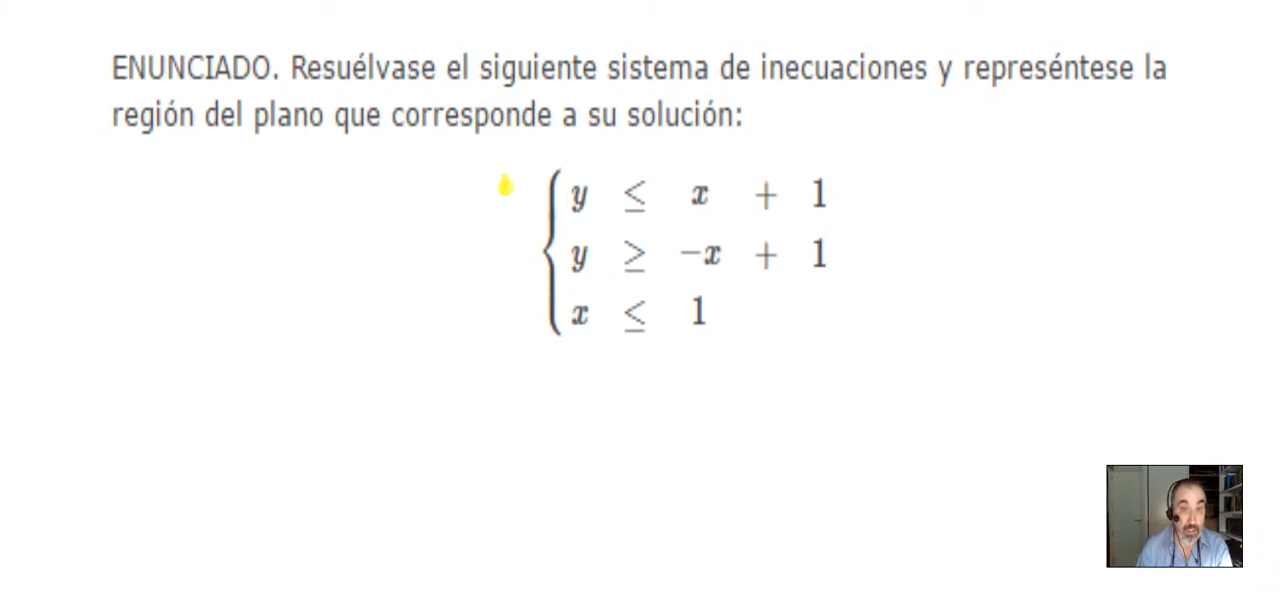 ENUNCIADO. Resuélvase el siguiente sistema de inecuaciones y represéntese la
región del plano que corresponde a su solución:
y ≤ x + 1
y ≥ −x + 1
x ≤ 1